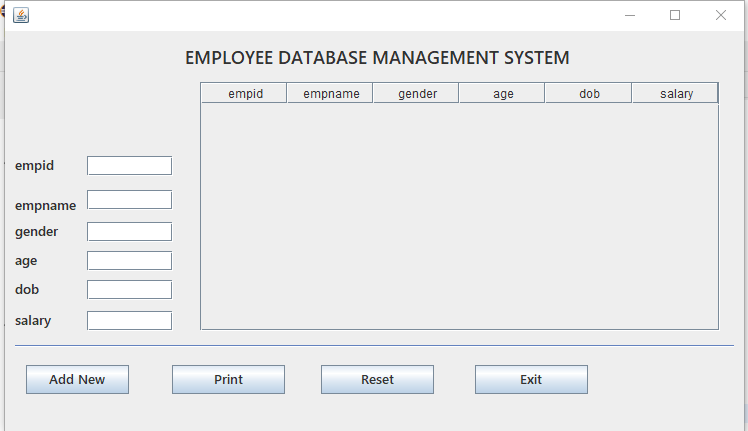 EMPLOYEE DATABASE MANAGEMENT SYSTEM
empid empname gender age dob salary
empid
empname
gender
age
dob
salary
Add New Print Reset Exit